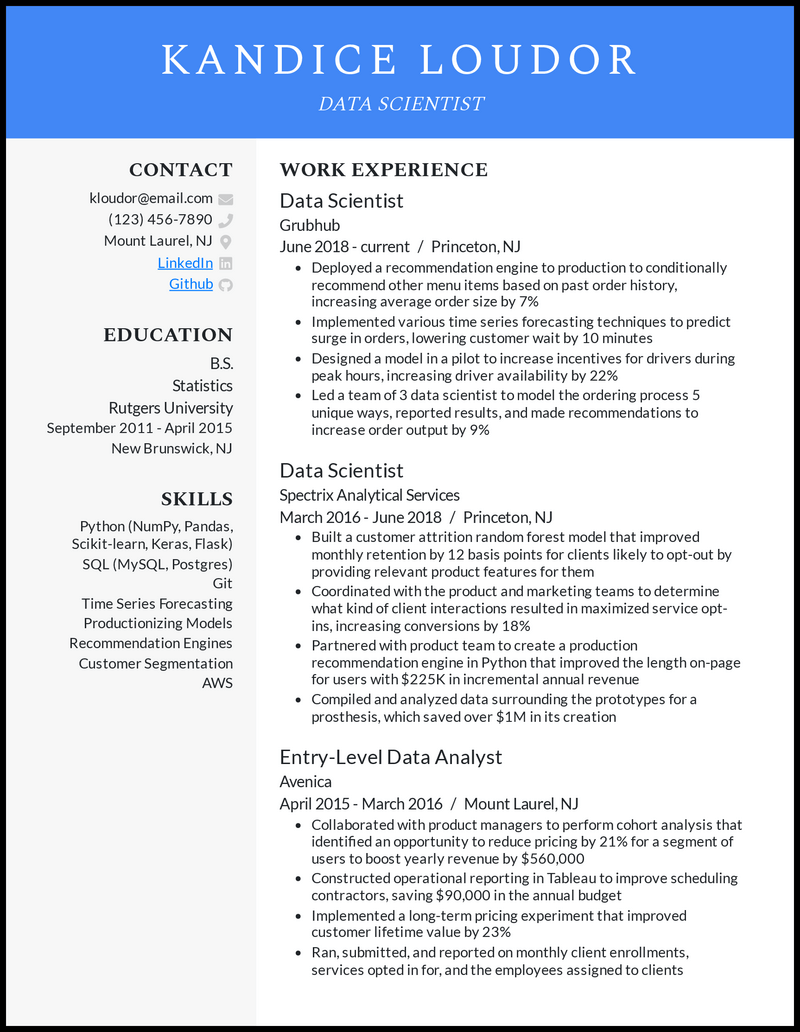 KANDICE LOUDOR
DATA SCIENTIST
CONTACT
kloudor@email.com
(123) 456-7890
Mount Laurel, NJ
LinkedIn
Github
EDUCATION
B.S.
Statistics
Rutgers University
September 2011 - April 2015
New Brunswick, NJ
SKILLS
Python (NumPy, Pandas,
Scikit-learn, Keras, Flask)
SQL (MySQL, Postgres)
Git
Time Series Forecasting
Productionizing Models
Recommendation Engines
Customer Segmentation
AWS
WORK EXPERIENCE
Data Scientist
Grubhub
June 2018 - current / Princeton, NJ
• Deployed a recommendation engine to production to conditionally
recommend other menu items based on past order history,
increasing average order size by 7%
• Implemented various time series forecasting techniques to predict
surge in orders, lowering customer wait by 10 minutes
• Designed a model in a pilot to increase incentives for drivers during
peak hours, increasing driver availability by 22%
• Led a team of 3 data scientist to model the ordering process 5
unique ways, reported results, and made recommendations to
increase order output by 9%
Data Scientist
Spectrix Analytical Services
March 2016 - June 2018 / Princeton, NJ
• Built a customer attrition random forest model that improved
monthly retention by 12 basis points for clients likely to opt-out by
providing relevant product features for them
• Coordinated with the product and marketing teams to determine
what kind of client interactions resulted in maximized service opt-
ins, increasing conversions by 18%
• Partnered with product team to create a production
recommendation engine in Python that improved the length on-page
for users with $225K in incremental annual revenue
• Compiled and analyzed data surrounding the prototypes for a
prosthesis, which saved over $1M in its creation
Entry-Level Data Analyst
Avenica
April 2015 - March 2016 / Mount Laurel, NJ
• Collaborated with product managers to perform cohort analysis that
identified an opportunity to reduce pricing by 21% for a segment of
users to boost yearly revenue by $560,000
• Constructed operational reporting in Tableau to improve scheduling
contractors, saving $90,000 in the annual budget
• Implemented a long-term pricing experiment that improved
customer lifetime value by 23%
• Ran, submitted, and reported on monthly client enrollments,
services opted in for, and the employees assigned to clients